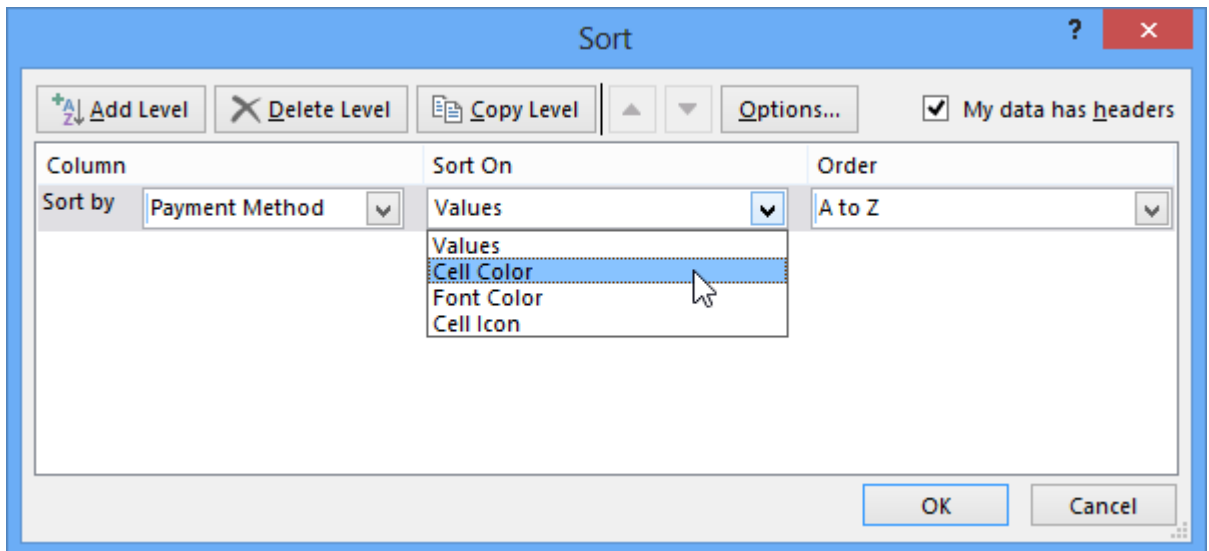 Sort
?
Add Level Delete Level Copy Level Options... My data has headers
Column Sort On Order
Sort by Payment Method Values A to Z
Values
Cell Color
Font Color
Cell Icon
OK Cancel